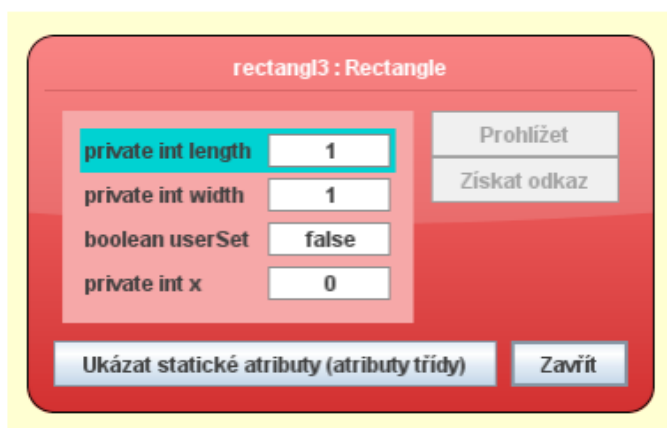 rectangl3 : Rectangle
private int length 1
private int width 1
boolean userSet false
private int x 0
Prohlížet
Získat odkaz
Ukázat statické atributy (atributy třídy)
Zavřít